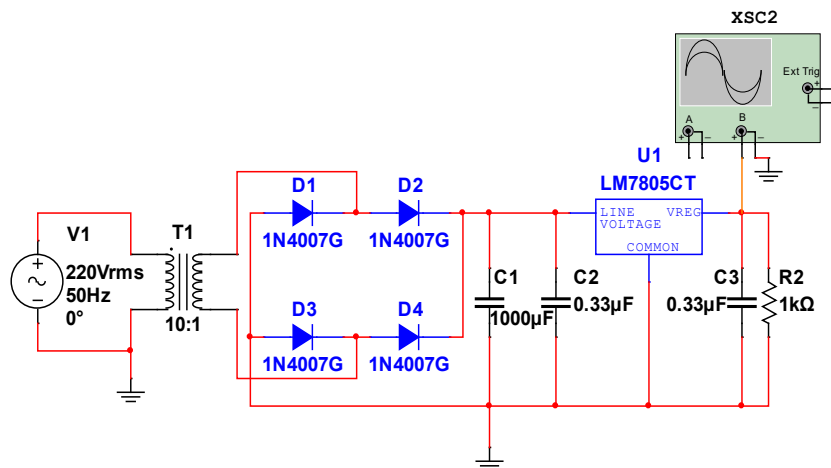 XSC2
Ext Trig
+
−
A
B
+ − + −
U1
LM7805CT
LINE VREG
VOLTAGE
COMMON
D1 D2
1N4007G 1N4007G
V1
T1
220Vrms
50Hz
0°
10:1
D3 D4
1N4007G 1N4007G
C1
1000µF
C2
0.33µF
C3
0.33µF
R2
1kΩ